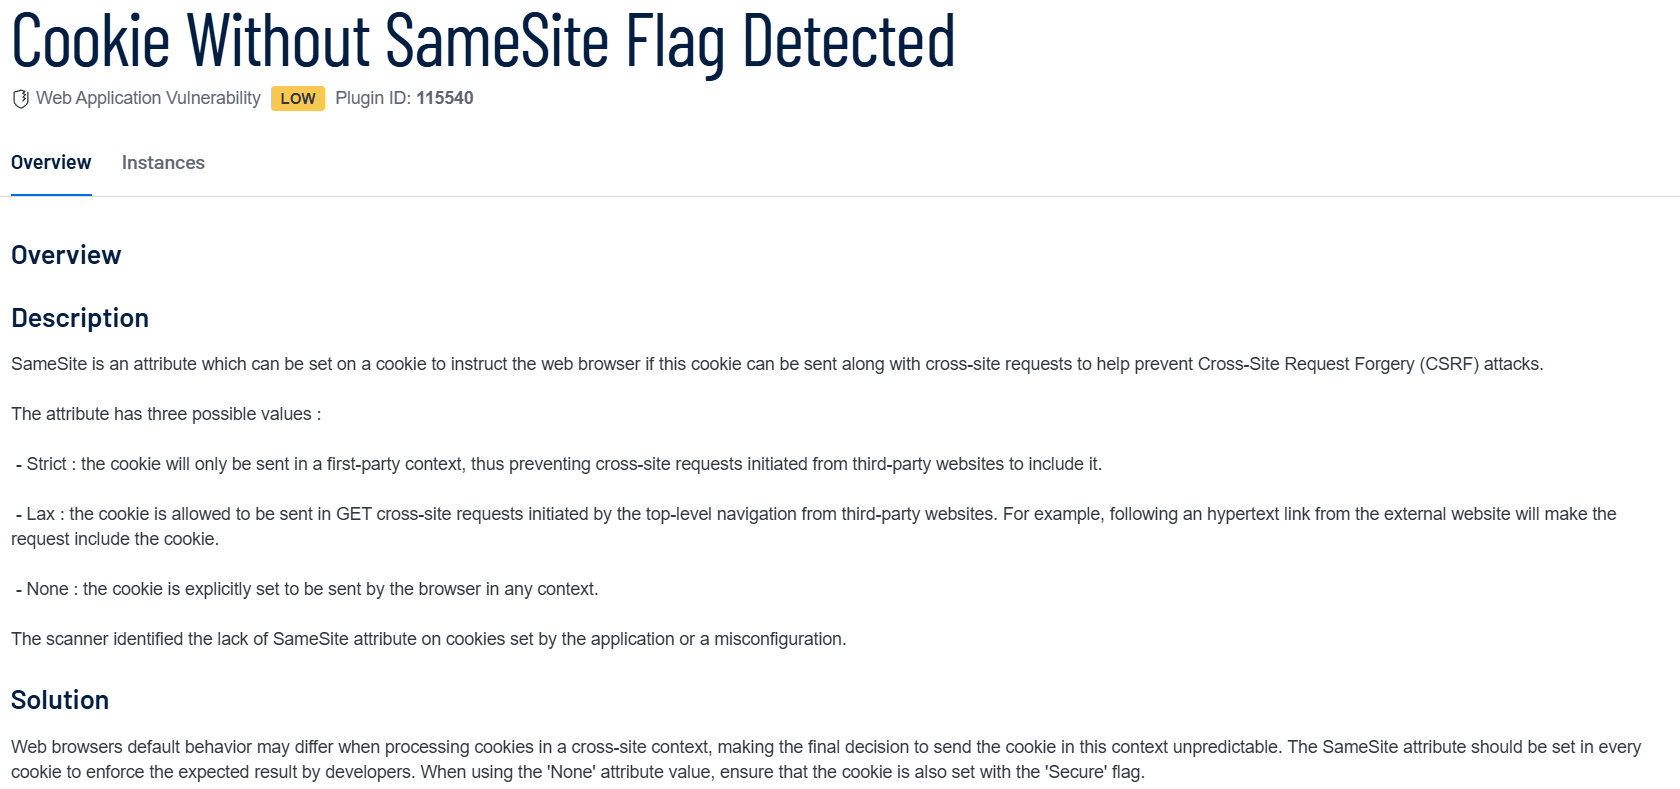 Cookie Without SameSite Flag Detected
Web Application Vulnerability LOW Plugin ID: 115540
Overview Instances
Overview
Description
SameSite is an attribute which can be set on a cookie to instruct the web browser if this cookie can be sent along with cross-site requests to help prevent Cross-Site Request Forgery (CSRF) attacks.
The attribute has three possible values :
- Strict : the cookie will only be sent in a first-party context, thus preventing cross-site requests initiated from third-party websites to include it.
- Lax : the cookie is allowed to be sent in GET cross-site requests initiated by the top-level navigation from third-party websites. For example, following an hypertext link from the external website will make the
request include the cookie.
- None : the cookie is explicitly set to be sent by the browser in any context.
The scanner identified the lack of SameSite attribute on cookies set by the application or a misconfiguration.
Solution
Web browsers default behavior may differ when processing cookies in a cross-site context, making the final decision to send the cookie in this context unpredictable. The SameSite attribute should be set in every
cookie to enforce the expected result by developers. When using the 'None' attribute value, ensure that the cookie is also set with the 'Secure' flag.